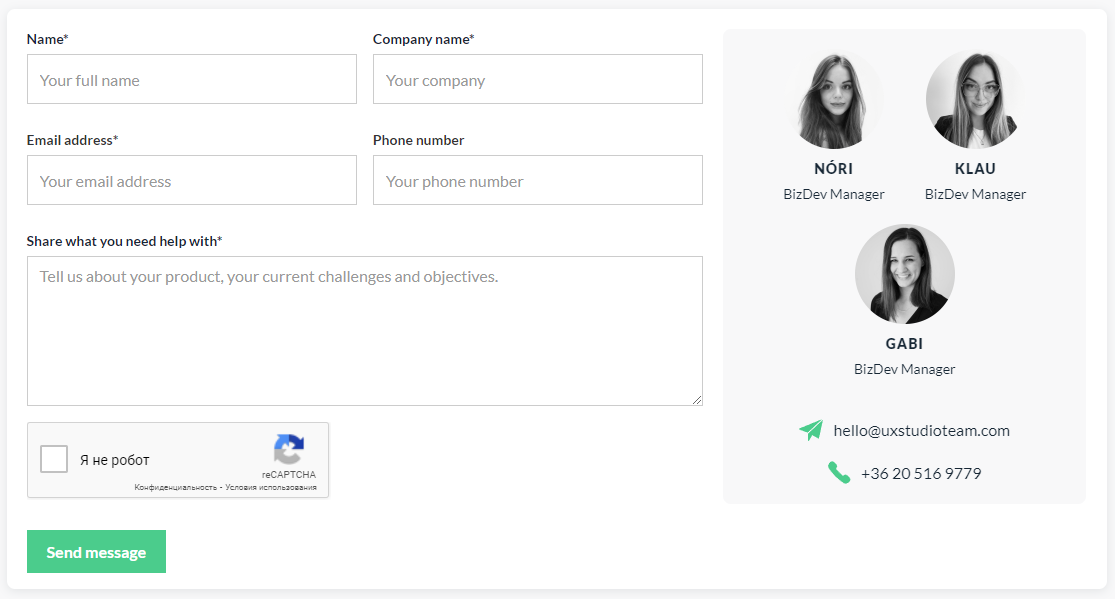 Name*
Company name*
Your full name
Your company
Email address*
Phone number
Your email address
Your phone number
Share what you need help with*
Tell us about your product, your current challenges and objectives.
Я не робот
reCAPTCHA
Конфиденциальность - Условия использования
Send message
NÓRI
BizDev Manager
KLAU
BizDev Manager
GABI
BizDev Manager
hello@uxstudioteam.com
+36 20 516 9779